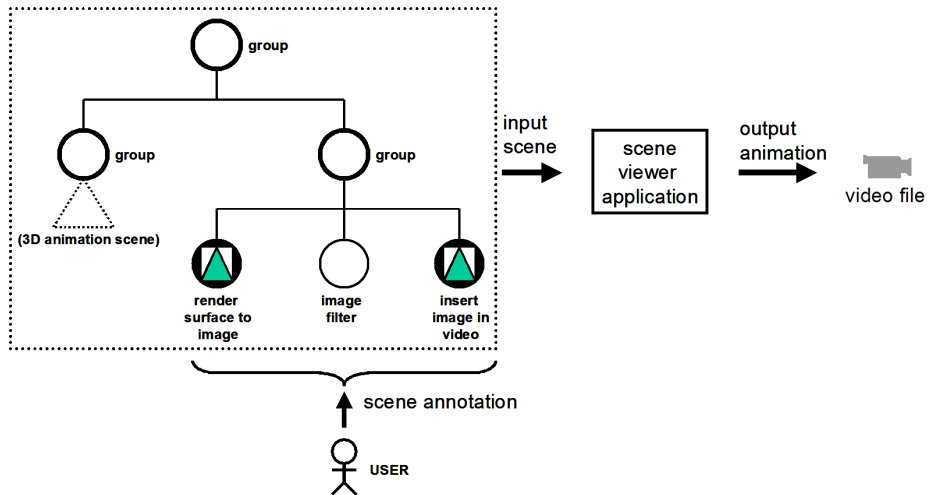 group
group
group
(3D animation scene)
render
surface to
image
image
filter
insert
image in
video
input
scene
scene
viewer
application
output
animation
video file
scene annotation
USER